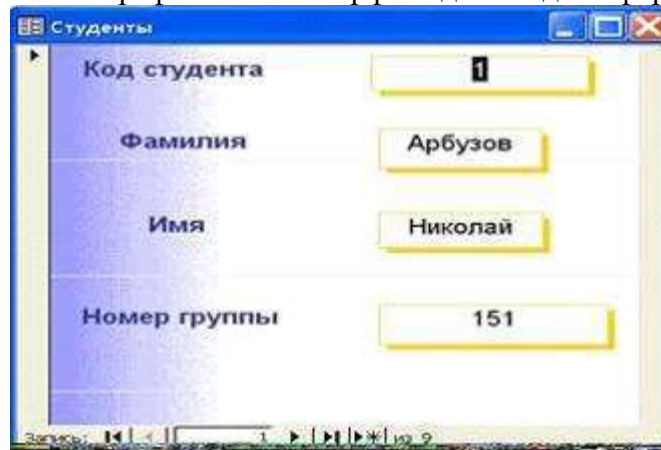 Студенты
Код студента 1
Фамилия Арбузов
Имя Николай
Номер группы 151
Запись: 1 из 9